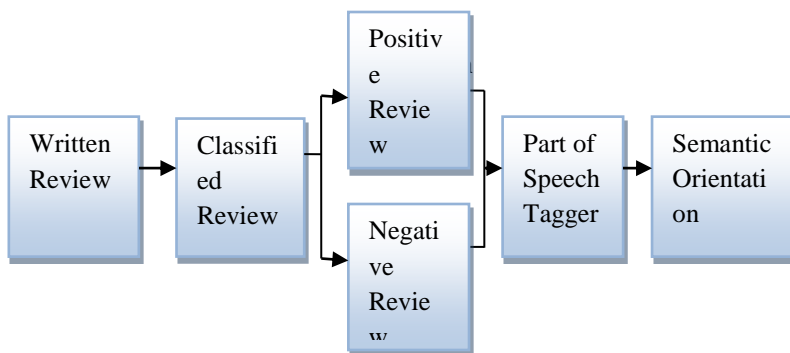 Written
Review
Classifi
ed
Review
Positiv
e
Revie
w
Negati
ve
Revie
w
Part of
Speech
Tagger
Semantic
Orientati
on